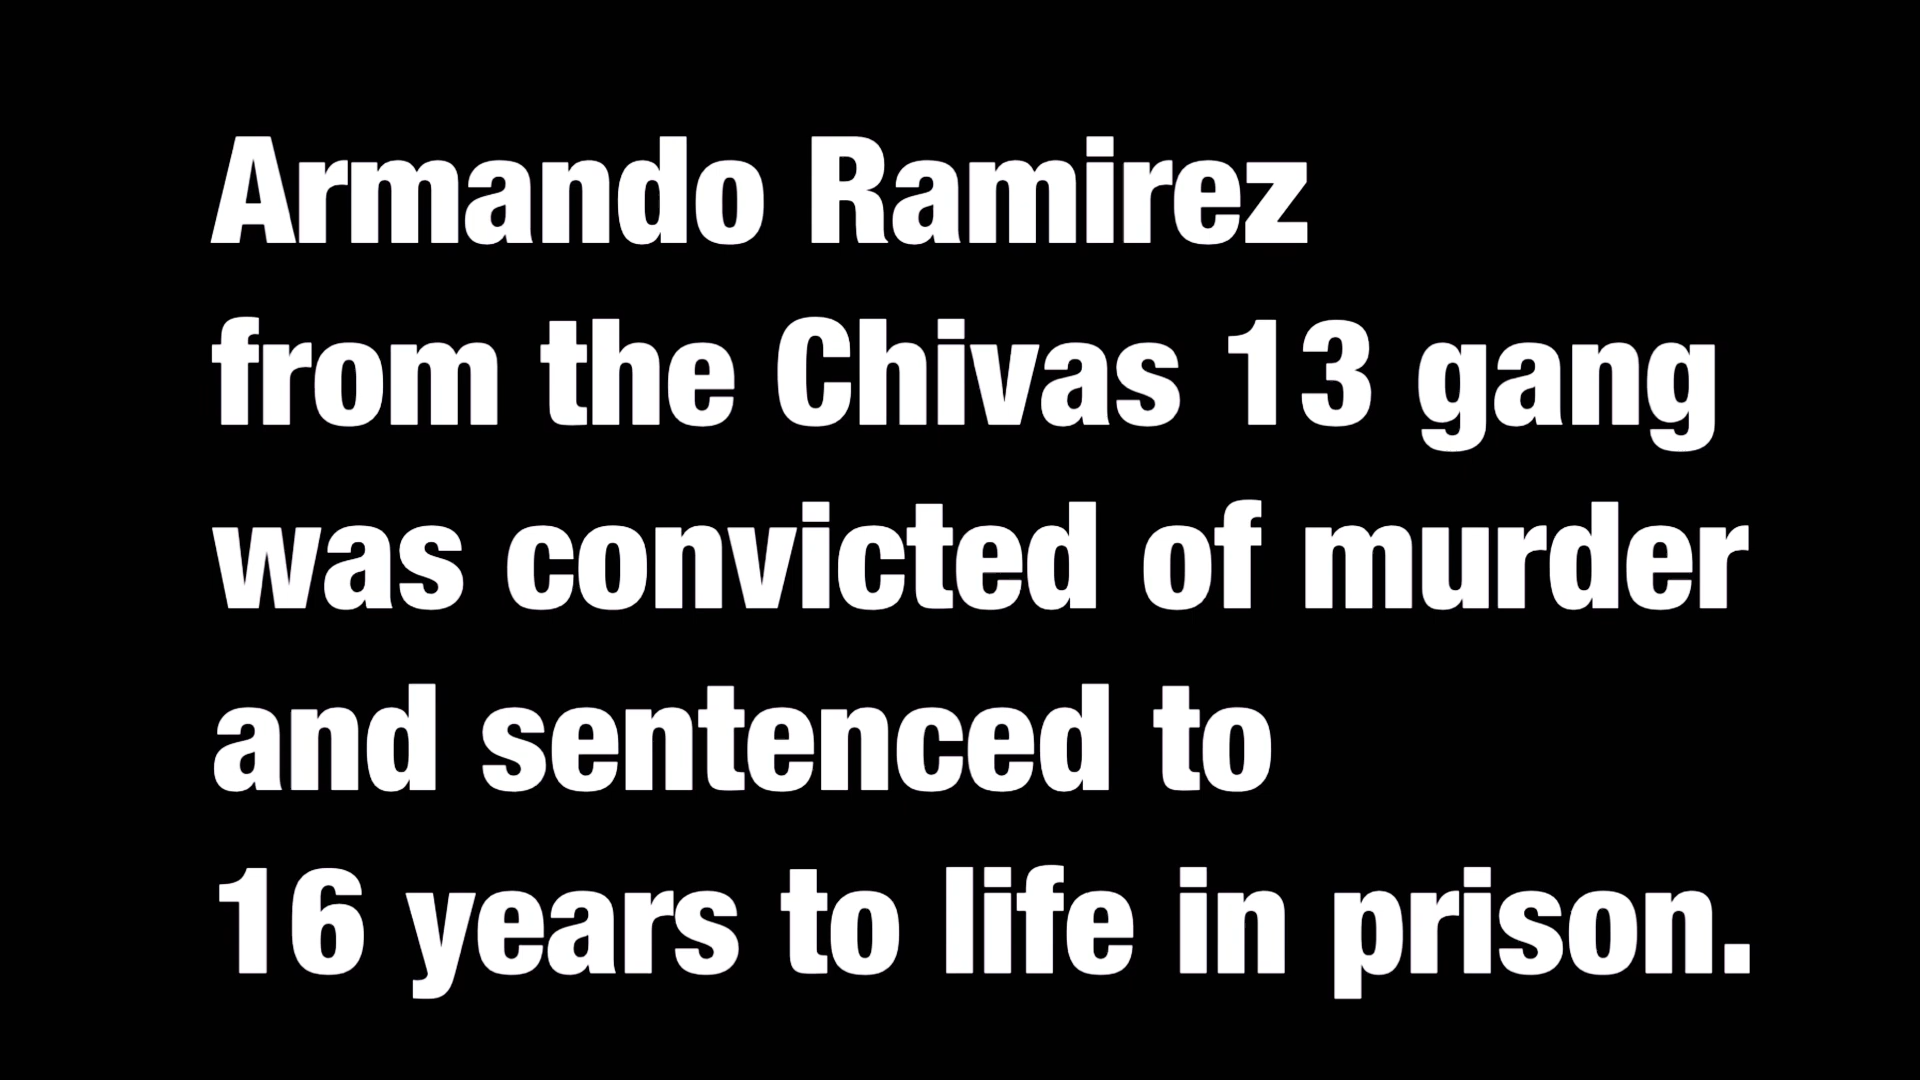 Armando Ramirez
from the Chivas 13 gang
was convicted of murder
and sentenced to
16 years to life in prison.